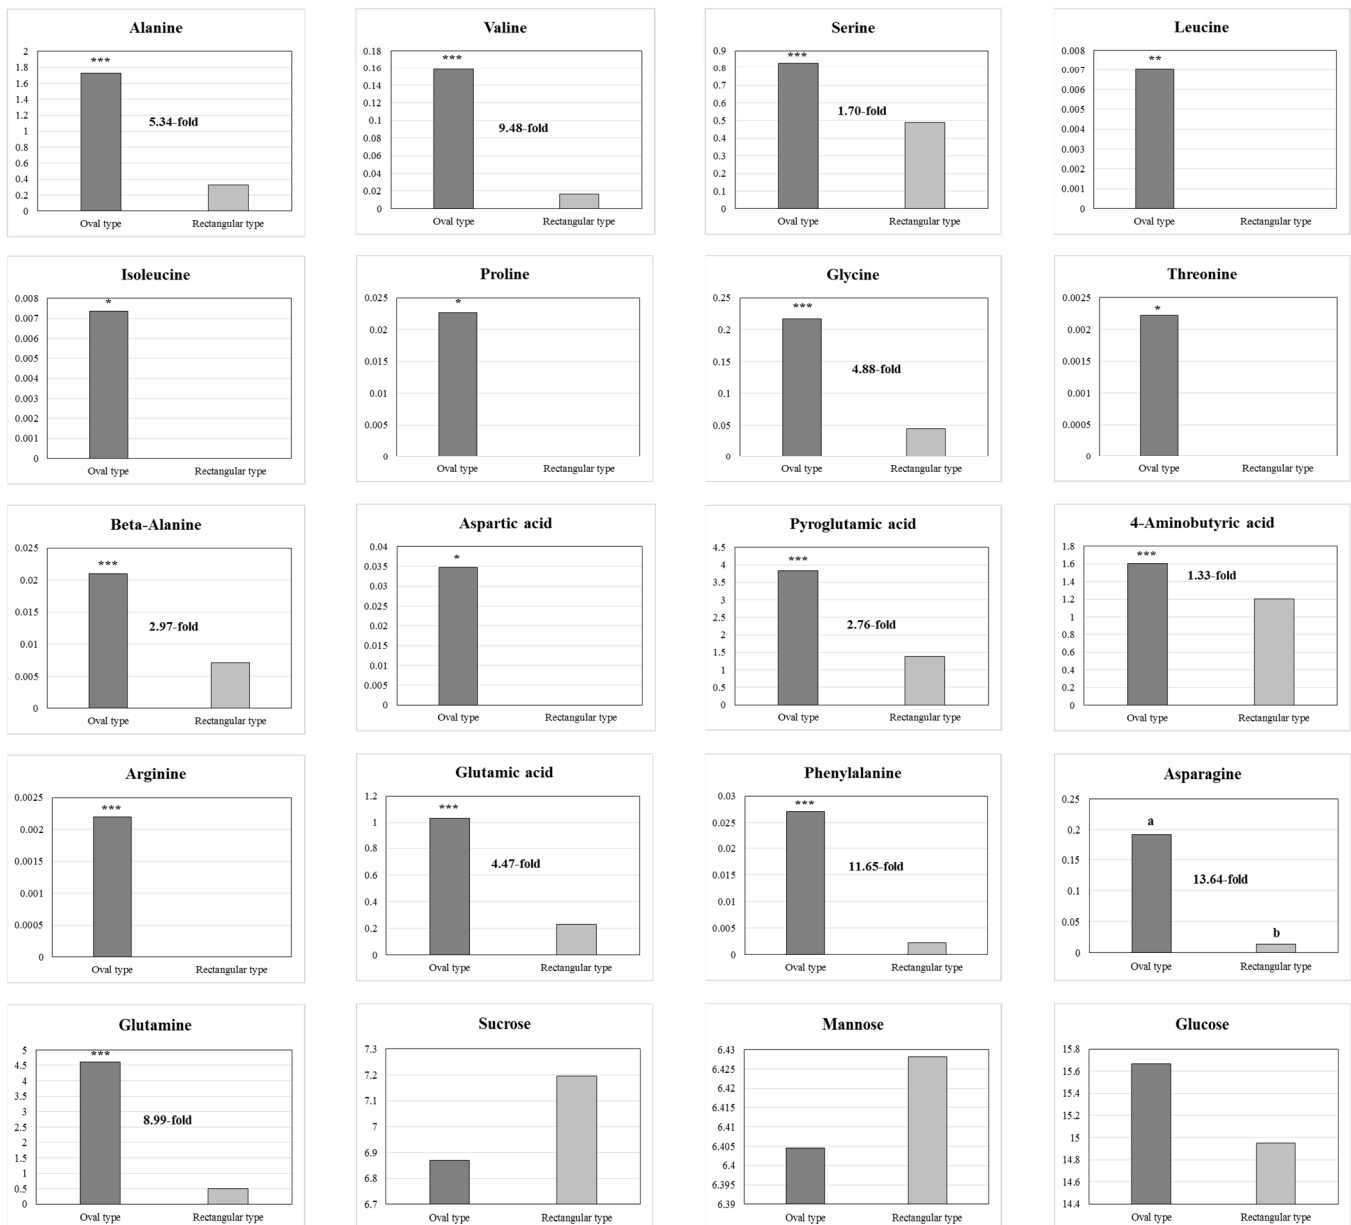 Alanine
2
1.8
1.6
1.4
1.2
1
0.8
0.6
0.4
0.2
0
***
5.34-fold
Oval type
Rectangular type
Valine
0.18
0.16
0.14
0.12
0.1
0.08
0.06
0.04
0.02
0
***
9.48-fold
Oval type
Rectangular type
Serine
0.9
0.8
0.7
0.6
0.5
0.4
0.3
0.2
0.1
0
***
1.70-fold
Oval type
Rectangular type
Leucine
0.008
0.007
0.006
0.005
0.004
0.003
0.002
0.001
0
**
Oval type
Rectangular type
Isoleucine
0.008
0.007
0.006
0.005
0.004
0.003
0.002
0.001
0
*
Oval type
Rectangular type
Proline
0.025
0.02
0.015
0.01
0.005
0
*
Oval type
Rectangular type
Glycine
0.25
0.2
0.15
0.1
0.05
0
***
4.88-fold
Oval type
Rectangular type
Threonine
0.0025
0.002
0.0015
0.001
0.0005
0
*
Oval type
Rectangular type
Beta-Alanine
0.025
0.02
0.015
0.01
0.005
0
***
2.97-fold
Oval type
Rectangular type
Aspartic acid
0.04
0.035
0.03
0.025
0.02
0.015
0.01
0.005
0
*
Oval type
Rectangular type
Pyroglutamic acid
4.5
4
3.5
3
2.5
2
1.5
1
0.5
0
***
2.76-fold
Oval type
Rectangular type
4-Aminobutyric acid
1.8
1.6
1.4
1.2
1
0.8
0.6
0.4
0.2
0
***
1.33-fold
Oval type
Rectangular type
Arginine
0.0025
0.002
0.0015
0.001
0.0005
0
***
Oval type
Rectangular type
Glutamic acid
1.2
1
0.8
0.6
0.4
0.2
0
***
4.47-fold
Oval type
Rectangular type
Phenylalanine
0.03
0.025
0.02
0.015
0.01
0.005
0
***
11.65-fold
Oval type
Rectangular type
Asparagine
0.25
0.2
0.15
0.1
0.05
0
a
13.64-fold
b
Oval type
Rectangular type
Glutamine
5
4.5
4
3.5
3
2.5
2
1.5
1
0.5
0
***
8.99-fold
Oval type
Rectangular type
Sucrose
7.3
7.2
7.1
7
6.9
6.8
6.7
Oval type
Rectangular type
Mannose
6.43
6.425
6.42
6.415
6.41
6.405
6.4
6.395
6.39
Oval type
Rectangular type
Glucose
15.8
15.6
15.4
15.2
15
14.8
14.6
14.4
Oval type
Rectangular type